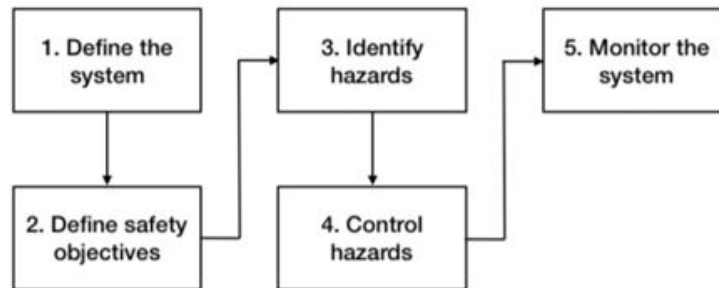 1. Define the
system
2. Define safety
objectives
3. Identify
hazards
4. Control
hazards
5. Monitor the
system